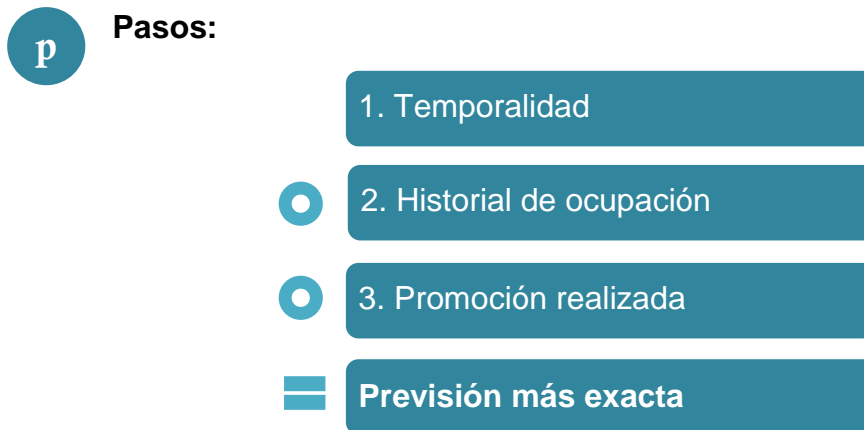 p
Pasos:
1. Temporalidad
2. Historial de ocupación
3. Promoción realizada
Previsión más exacta